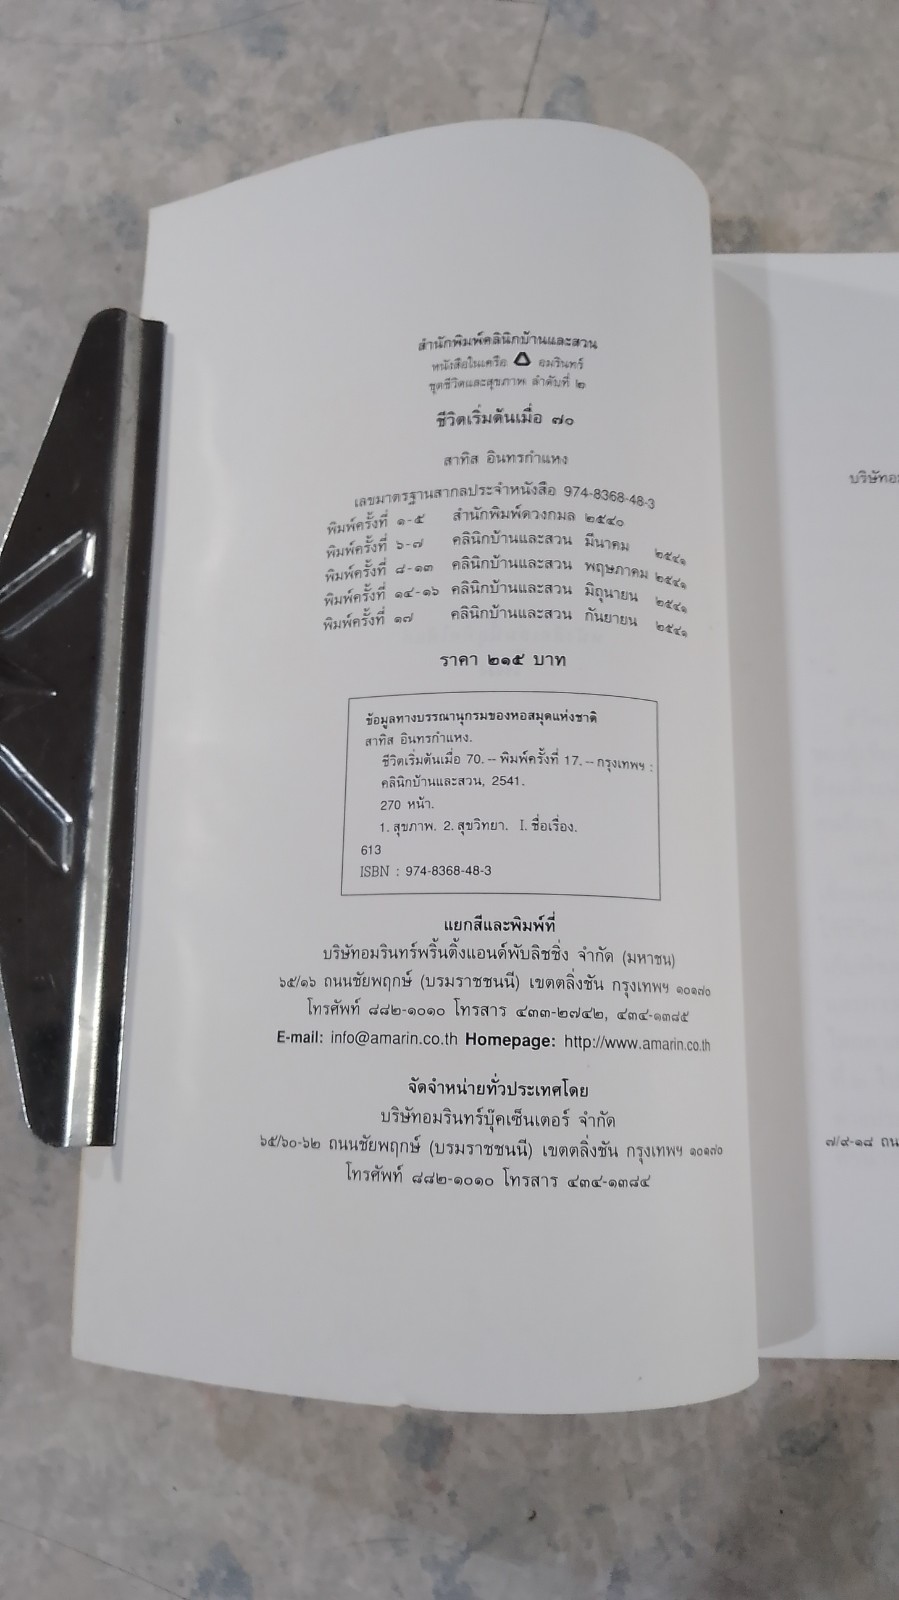 สำนักพิมพ์คลินิกบ้านและสวน
หนังสือในเครือ อมรินทร์
ชุดชีวิตและสุขภาพ ลำดับที่ ๒
ชีวิตเริ่มต้นเมื่อ ๗๐
สาทิส อินทรกำแหง
เลขมาตรฐานสากลประจำหนังสือ 974-8368-48-3
พิมพ์ครั้งที่ ๑-๕ สำนักพิมพ์ดวงกมล ๒๕๔๐
พิมพ์ครั้งที่ ๖-๗ คลินิกบ้านและสวน มีนาคม ๒๕๔๑
พิมพ์ครั้งที่ ๘-๑๓ คลินิกบ้านและสวน พฤษภาคม ๒๕๔๑
พิมพ์ครั้งที่ ๑๔-๑๖ คลินิกบ้านและสวน มิถุนายน ๒๕๔๑
พิมพ์ครั้งที่ ๑๗ คลินิกบ้านและสวน กันยายน ๒๕๔๑
ราคา ๒๑๕ บาท
ข้อมูลทางบรรณานุกรมของหอสมุดแห่งชาติ
สาทิส อินทรกำแหง.
ชีวิตเริ่มต้นเมื่อ 70.--พิมพ์ครั้งที่ 17.--กรุงเทพฯ :
คลินิกบ้านและสวน, 2541.
270 หน้า.
1. สุขภาพ. 2. สุขวิทยา. I. ชื่อเรื่อง.
613
ISBN : 974-8368-48-3
แยกสีและพิมพ์ที่
บริษัทอมรินทร์พริ้นติ้งแอนด์พับลิชชิ่ง จำกัด (มหาชน)
๖๕/๑๖ ถนนชัยพฤกษ์ (บรมราชชนนี) เขตตลิ่งชัน กรุงเทพฯ ๑๐๑๗๐
โทรศัพท์ ๘๘๒-๑๐๑๐ โทรสาร ๔๓๓-๒๗๔๒, ๔๓๔-๑๓๘๕
E-mail: info@amarin.co.th Homepage: http://www.amarin.co.th
จัดจำหน่ายทั่วประเทศโดย
บริษัทอมรินทร์บุ๊คเซ็นเตอร์ จำกัด
๖๕/๖๐-๖๒ ถนนชัยพฤกษ์ (บรมราชชนนี) เขตตลิ่งชัน กรุงเทพฯ ๑๐๑๗๐
โทรศัพท์ ๘๘๒-๑๐๑๐ โทรสาร ๔๓๔-๑๓๘๔
บริษัทอม
๗/๙-๑๘ ถน